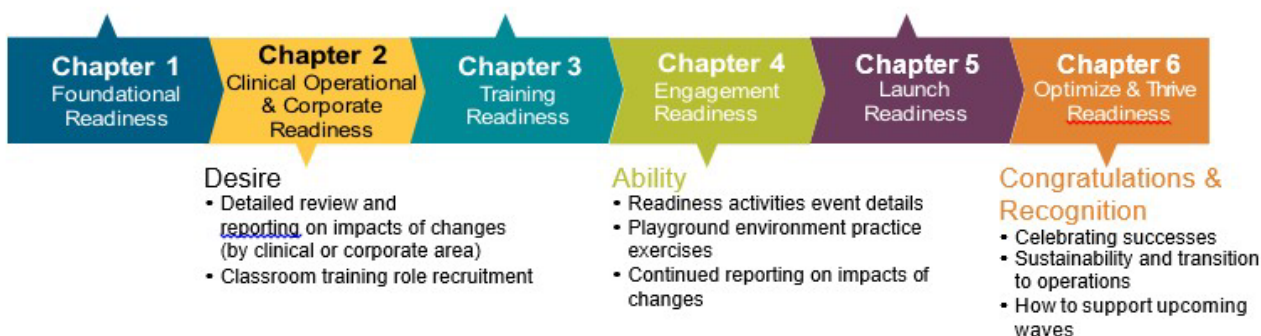 Chapter 1
Foundational
Readiness
Chapter 2
Clinical Operational
& Corporate
Readiness
Chapter 3
Training
Readiness
Chapter 4
Engagement
Readiness
Chapter 5
Launch
Readiness
Chapter 6
Optimize & Thrive
Readiness
Desire
• Detailed review and
reporting on impacts of changes
(by clinical or corporate area)
• Classroom training role recruitment
Ability
• Readiness activities event details
• Playground environment practice
exercises
• Continued reporting on impacts of
changes
Congratulations &
Recognition
• Celebrating successes
• Sustainability and transition
to operations
• How to support upcoming
waves